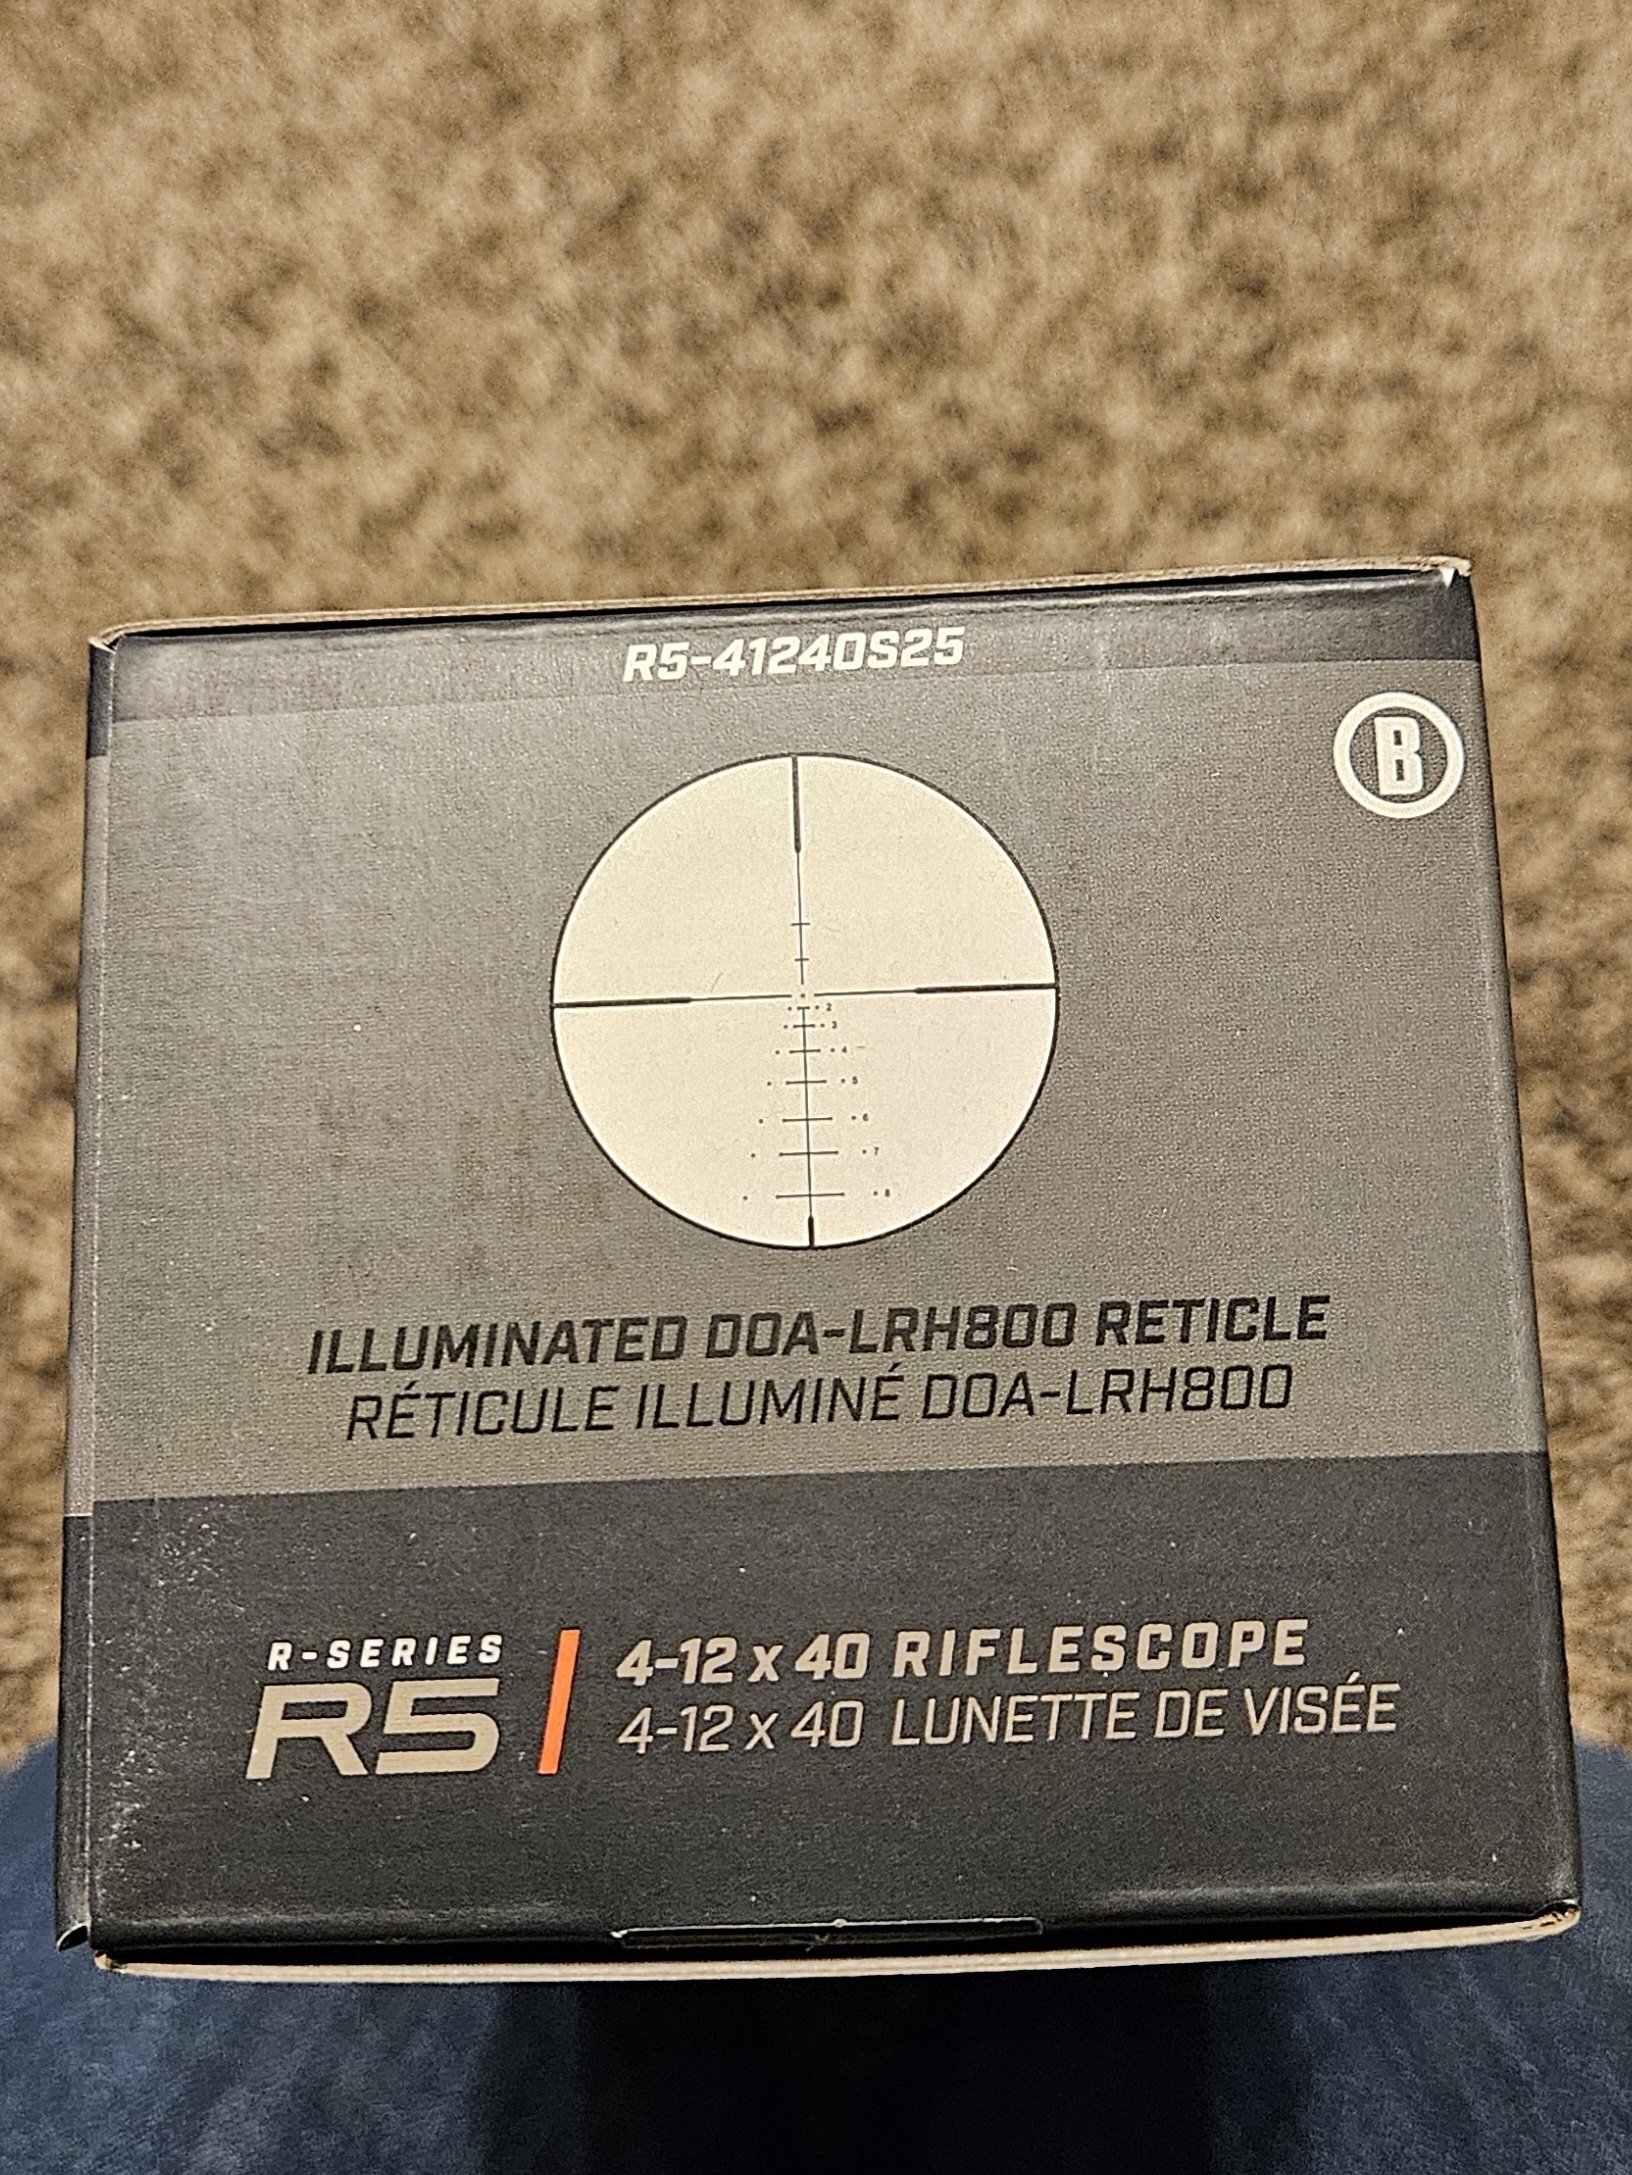 R5-41240S25
B
2
3
4
5
6
7
8
ILLUMINATED DOA-LRH800 RETICLE
RÉTICULE ILLUMINÉ DOA-LRH800
R-SERIES
R5
4-12 x 40 RIFLESCOPE
4-12 x 40 LUNETTE DE VISÉE